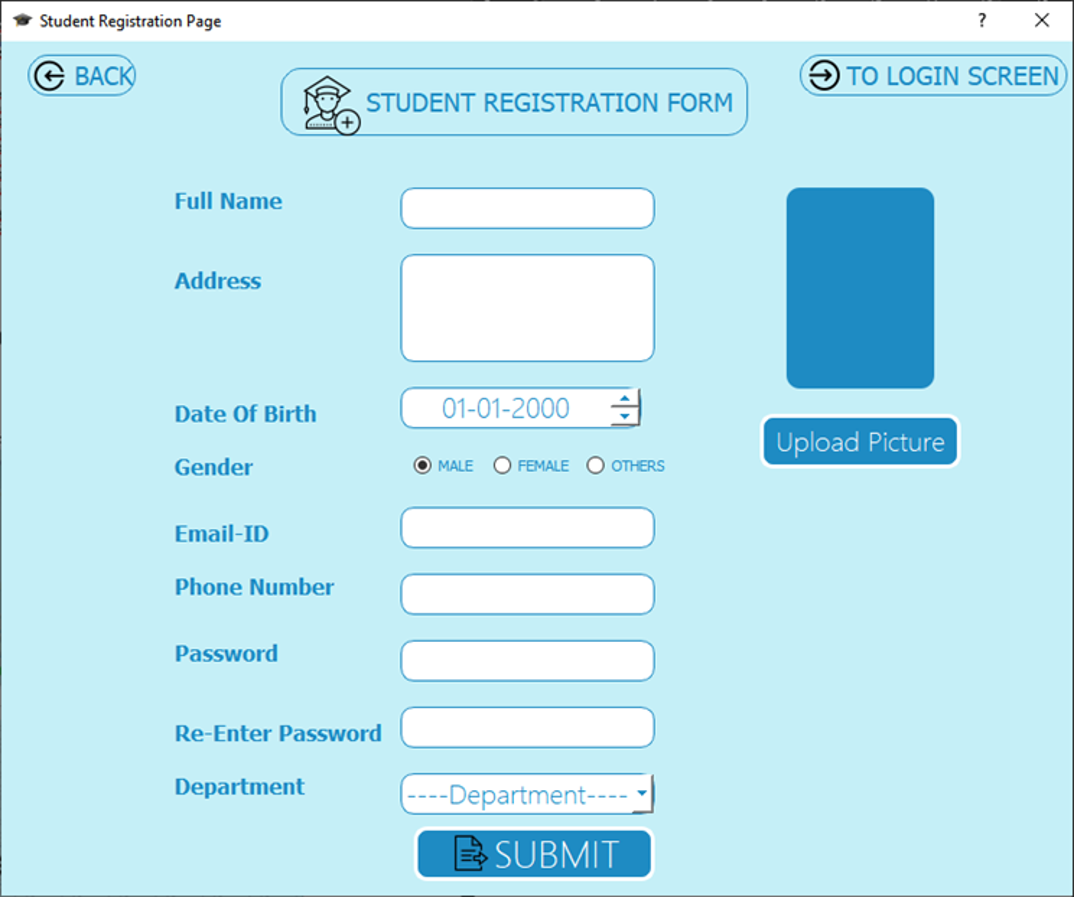 Student Registration Page
?
BACK
TO LOGIN SCREEN
STUDENT REGISTRATION FORM
Full Name
Address
Date Of Birth
01-01-2000
Gender
MALE FEMALE OTHERS
Upload Picture
Email-ID
Phone Number
Password
Re-Enter Password
Department
----Department----
SUBMIT